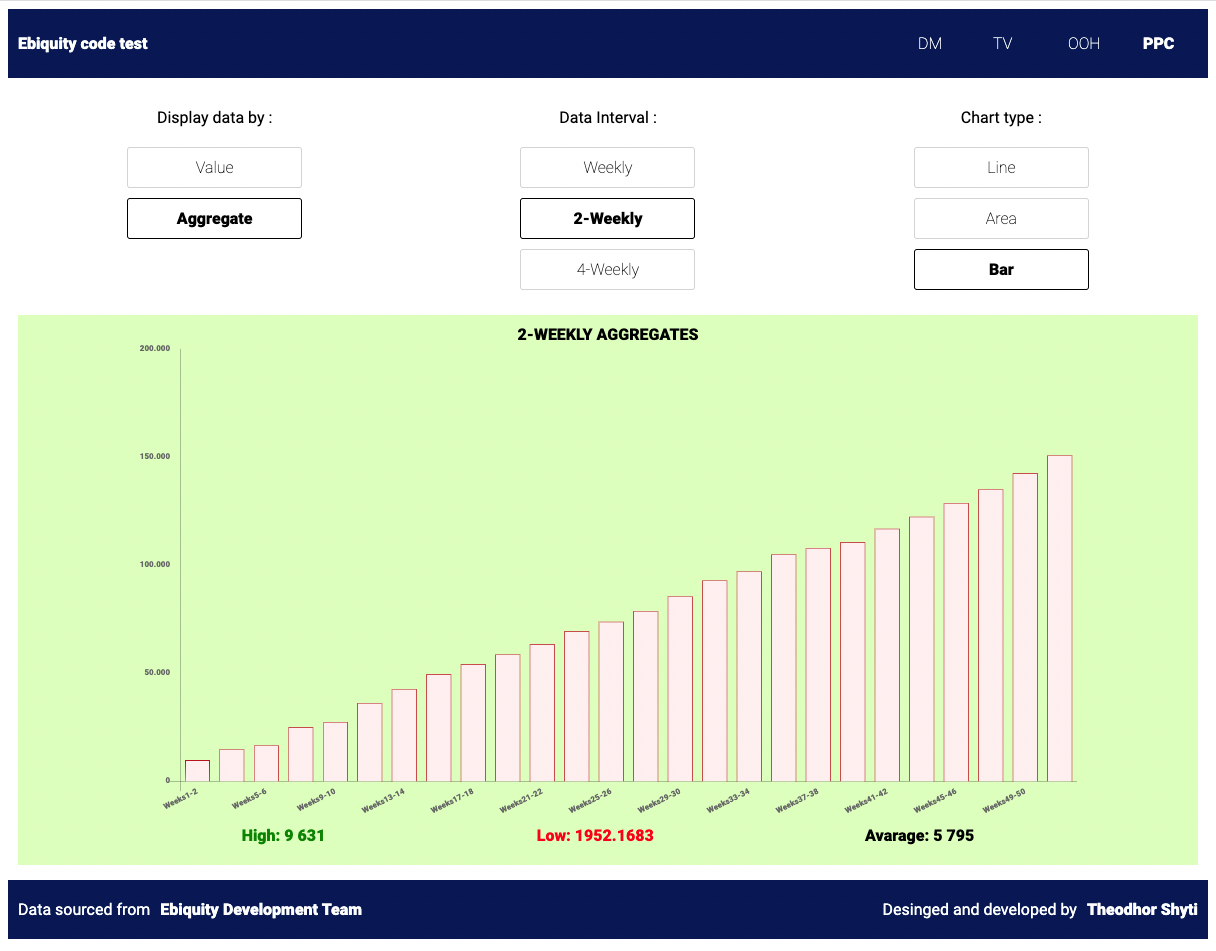 Ebiquity code test DM TV OOH PPC
Display data by : Data Interval : Chart type :
Value Weekly Line
Aggregate 2-Weekly Area
4-Weekly Bar
2-WEEKLY AGGREGATES
200.000
150.000
100.000
50.000
0
Weeks1-2 Weeks5-6 Weeks9-10 Weeks13-14 Weeks17-18 Weeks21-22 Weeks25-26 Weeks29-30 Weeks33-34 Weeks37-38 Weeks41-42 Weeks45-46 Weeks49-50
High: 9 631 Low: 1952.1683 Avarage: 5 795
Data sourced from Ebiquity Development Team Desinged and developed by Theodhor Shyti